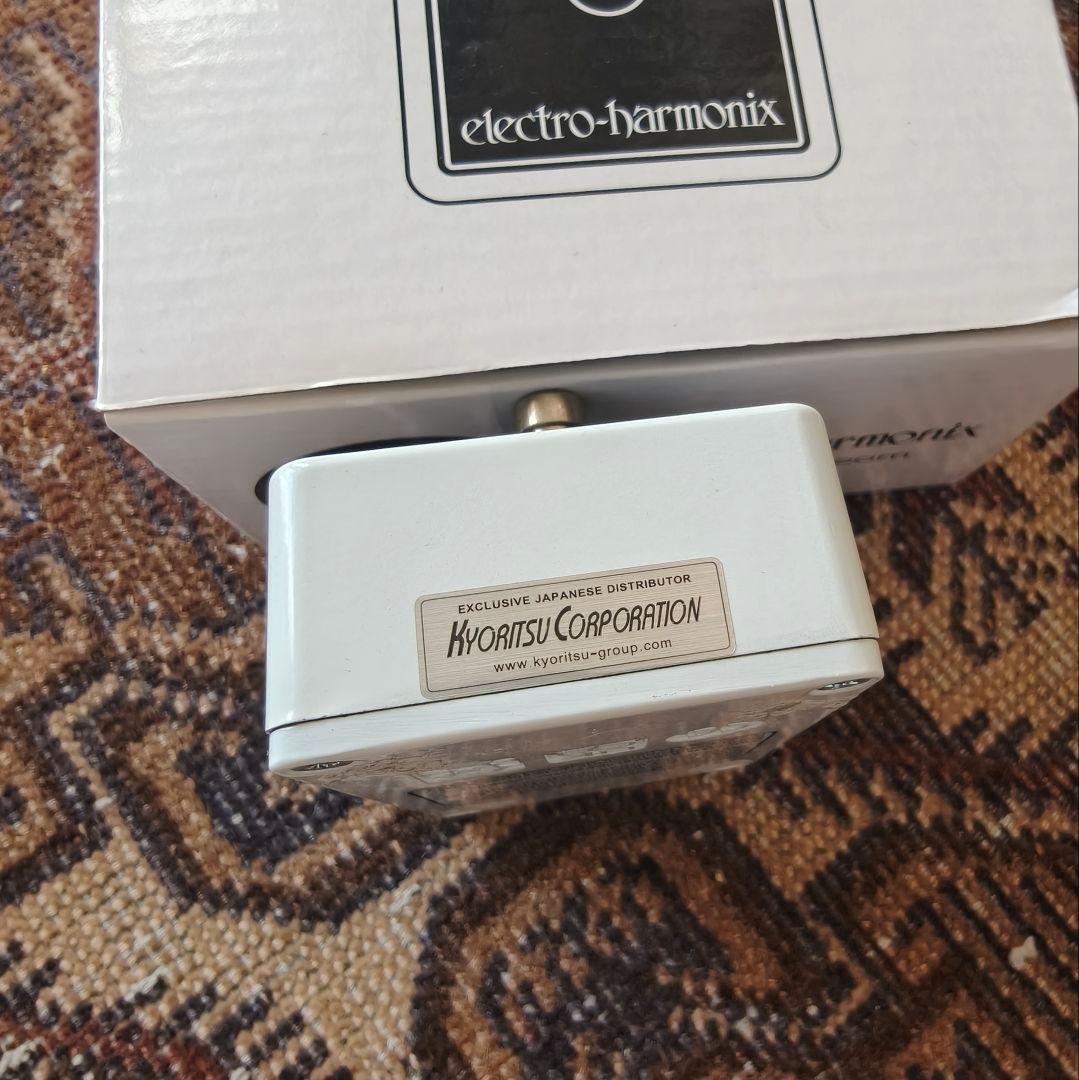 electro-harmonix
EXCLUSIVE JAPANESE DISTRIBUTOR
KYORITSU CORPORATION
www.kyoritsu-group.com